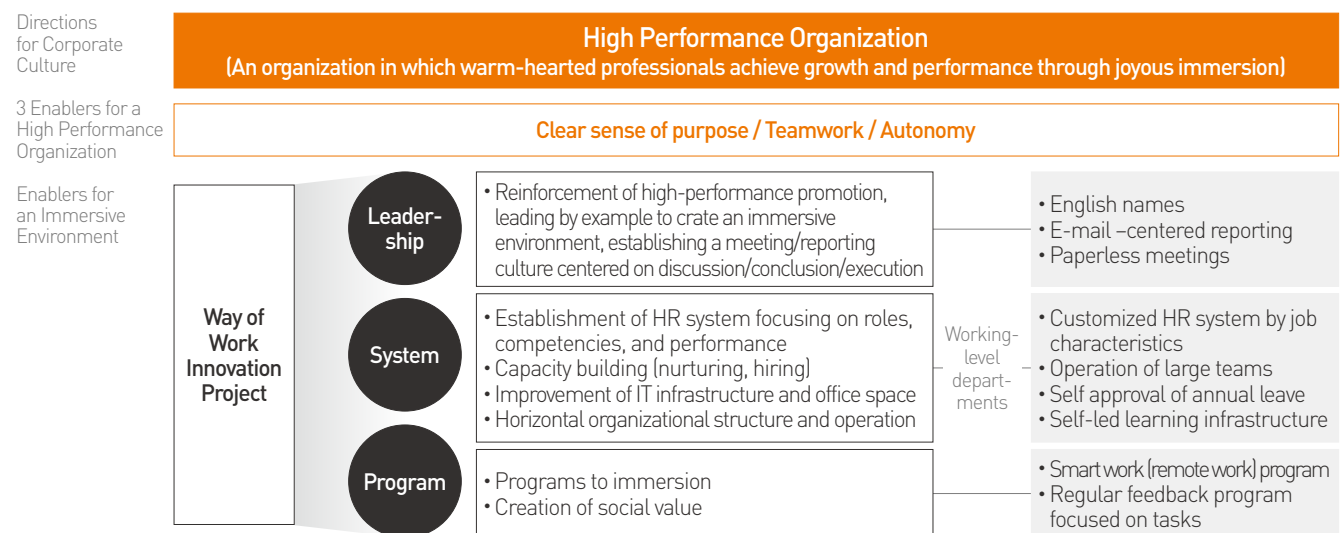 Directions
for Corporate
Culture
High Performance Organization
(An organization in which warm-hearted professionals achieve growth and performance through joyous immersion)
3 Enablers for a
High Performance
Organization
Clear sense of purpose / Teamwork / Autonomy
Enablers for
an Immersive
Environment
Way of
Work
Innovation
Project
Leader-
ship
• Reinforcement of high-performance promotion,
leading by example to crate an immersive
environment, establishing a meeting/reporting
culture centered on discussion/conclusion/execution
• English names
• E-mail –centered reporting
• Paperless meetings
System
• Establishment of HR system focusing on roles,
competencies, and performance
• Capacity building (nurturing, hiring)
• Improvement of IT infrastructure and office space
• Horizontal organizational structure and operation
Working-
level
depart-
ments
• Customized HR system by job
characteristics
• Operation of large teams
• Self approval of annual leave
• Self-led learning infrastructure
Program
• Programs to immersion
• Creation of social value
• Smart work (remote work) program
• Regular feedback program
focused on tasks